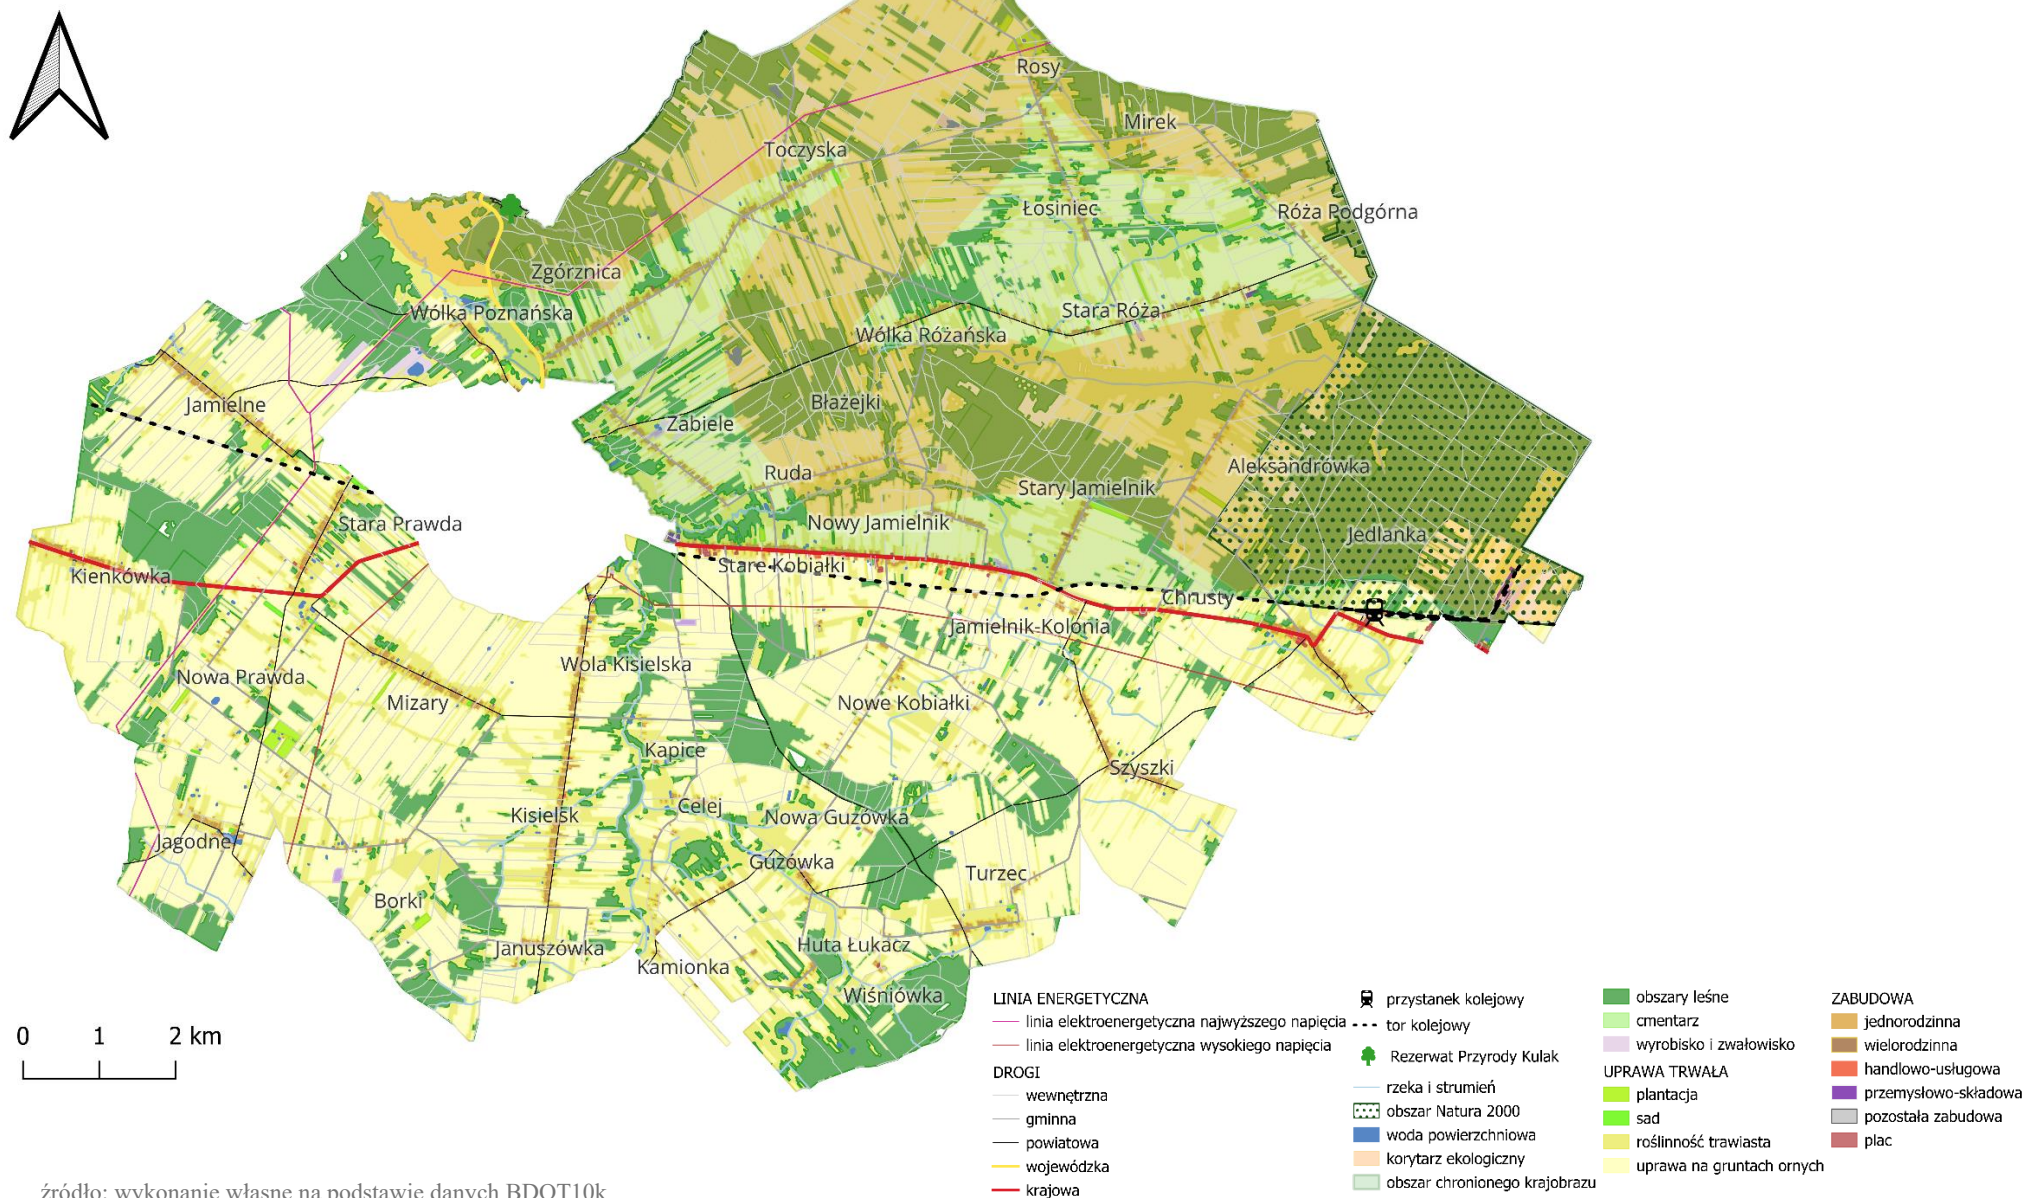 Rosy
Mirek
Toczyska
Łosiniec
Róża Podgórna
Zgórznica
Wólka Poznańska
Stara Róża
Wólka Różańska
Jamielne
Błażejki
Zabiele
Aleksandrówka
Ruda
Stary Jamielnik
Stara Prawda
Nowy Jamielnik
Jedlanka
Kienkówka
Stare Kobiałki
Chrusty
Jamielnik-Kolonia
Wola Kisielska
Nowa Prawda
Mizary
Nowe Kobiałki
Kapice
Szyszki
Celej
Kisielsk
Nowa Guzówka
Jagodne
Guzówka
Turzec
Borki
Huta Łukacz
Januszówka
Kamionka
Wiśniówka
0 1 2 km
LINIA ENERGETYCZNA
linia elektroenergetyczna najwyższego napięcia
linia elektroenergetyczna wysokiego napięcia
DROGI
wewnętrzna
gminna
powiatowa
wojewódzka
krajowa
przystanek kolejowy
tor kolejowy
Rezerwat Przyrody Kulak
rzeka i strumień
obszar Natura 2000
woda powierzchniowa
korytarz ekologiczny
obszar chronionego krajobrazu
obszary leśne
cmentarz
wyrobisko i zwałowisko
UPRAWA TRWAŁA
plantacja
sad
roślinność trawiasta
uprawa na gruntach ornych
ZABUDOWA
jednorodzinna
wielorodzinna
handlowo-usługowa
przemysłowo-składowa
pozostała zabudowa
plac
źródło: wykonanie własne na podstawie danych BDOT10k